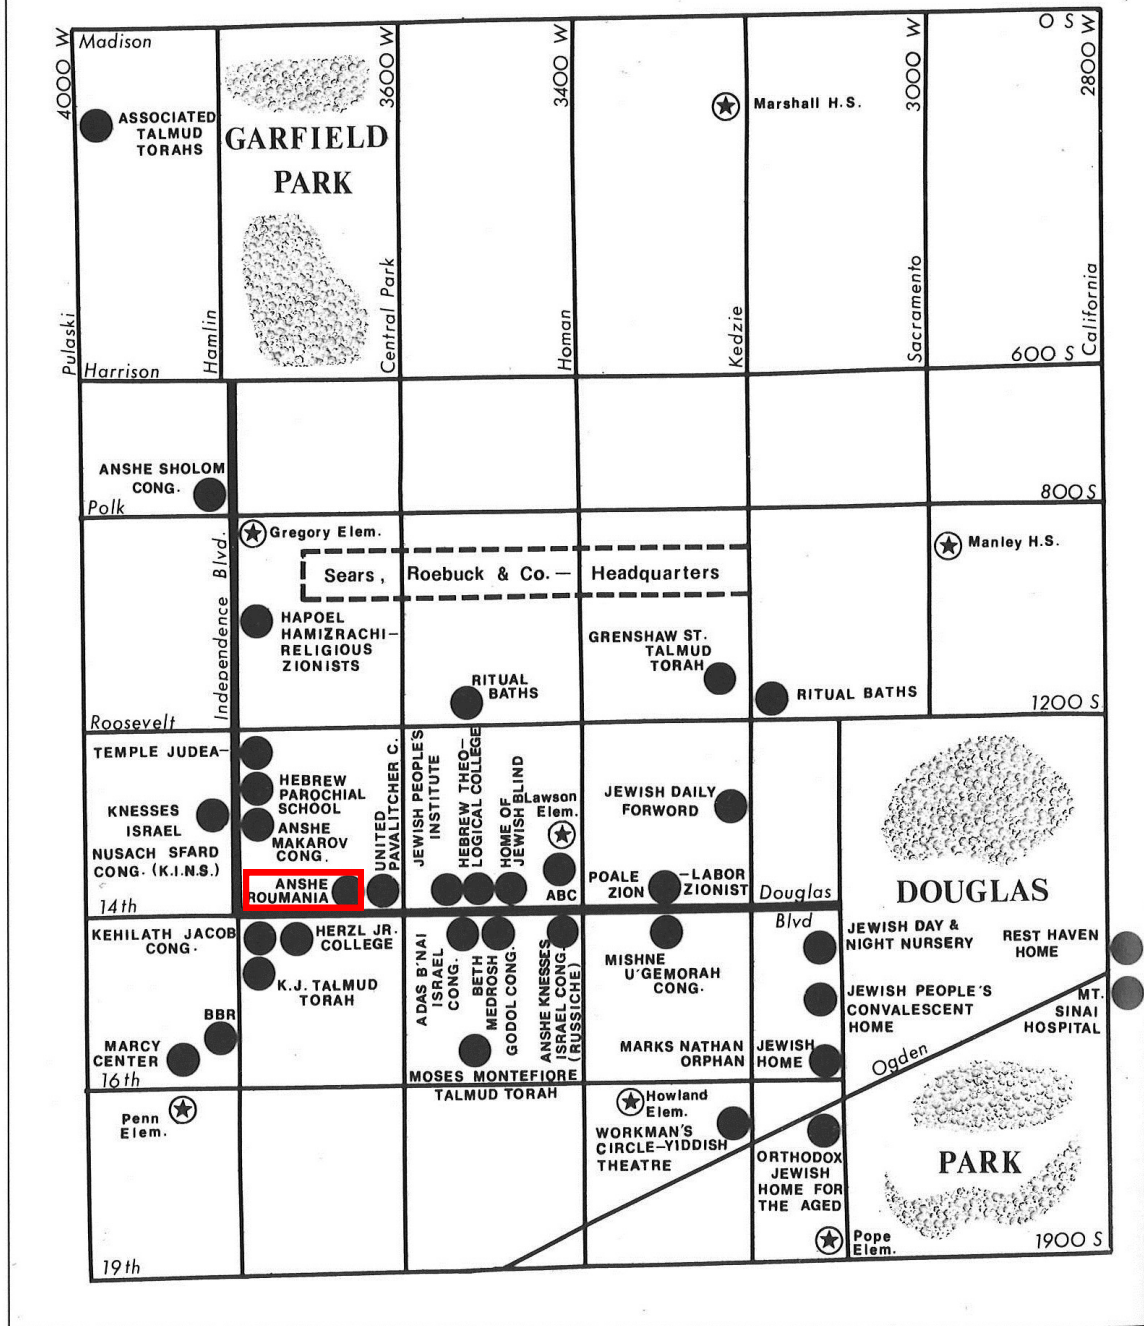 4000 W
Madison
3600 W
3400 W
3000 W
0 S
2800 W
ASSOCIATED
TALMUD
TORAHS
GARFIELD
PARK
Marshall H.S.
Pulaski
Hamlin
Central Park
Homan
Kedzie
Sacramento
California
Harrison
600 S
ANSHE SHOLOM
CONG.
Polk
800 S
Independence Blvd.
Gregory Elem.
Sears, Roebuck & Co.— Headquarters
Manley H.S.
HAPOEL
HAMIZRACHI—
RELIGIOUS
ZIONISTS
RITUAL
BATHS
GRENSHAW ST.
TALMUD
TORAH
RITUAL BATHS
Roosevelt
1200 S
TEMPLE JUDEA—
HEBREW
PAROCHIAL
SCHOOL
KNESSES
ISRAEL
NUSACH SFARD
CONG. (K.I.N.S.)
ANSHE
MAKAROV
CONG.
ANSHE
ROUMANIA
UNITED
PAVALITCHER C.
JEWISH PEOPLE'S
INSTITUTE
HEBREW THEO—
LOGICAL COLLEGE
HOME OF
JEWISH BLIND
Lawson
Elem.
ABC
JEWISH DAILY
FORWORD
POALE
ZION
—LABOR
ZIONIST
Douglas
Blvd
DOUGLAS
14th
KEHILATH JACOB
CONG.
HERZL JR.
COLLEGE
K.J. TALMUD
TORAH
ADAS B'NAI
ISRAEL
CONG.
BETH
MEDROSH
GODOL CONG.
ANSHE KNESSES
ISRAEL CONG.
(RUSSICHE)
MISHNE
U'GEMORAH
CONG.
JEWISH DAY &
NIGHT NURSERY
REST HAVEN
HOME
JEWISH PEOPLE'S
CONVALESCENT
HOME
MT.
SINAI
HOSPITAL
BBR
MARCY
CENTER
MARKS NATHAN
ORPHAN
JEWISH
HOME
Ogden
16th
MOSES MONTEFIORE
TALMUD TORAH
Penn
Elem.
Howland
Elem.
WORKMAN'S
CIRCLE—YIDDISH
THEATRE
ORTHODOX
JEWISH
HOME FOR
THE AGED
PARK
Pope
Elem.
1900 S
19th